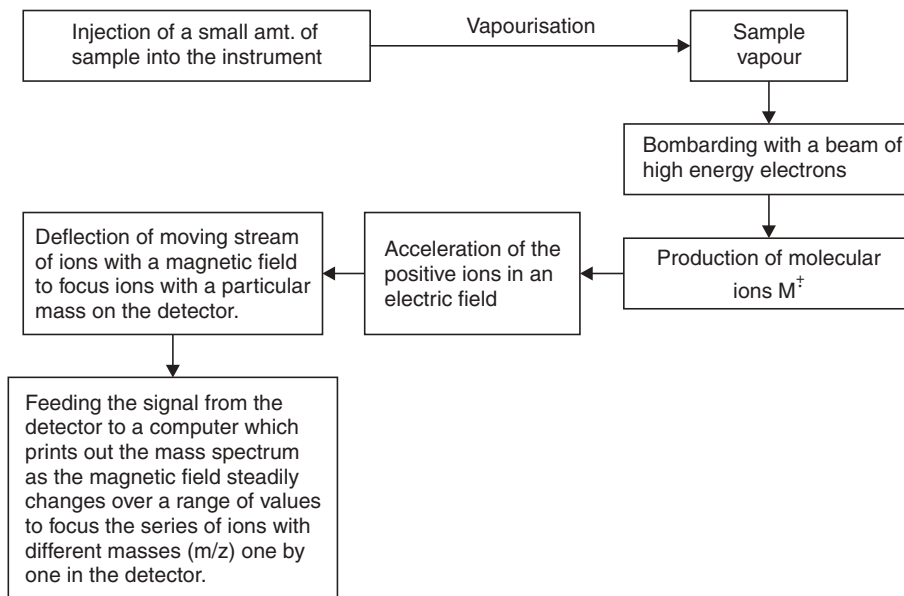 Injection of a small amt. of
sample into the instrument
Vapourisation
Sample
vapour
Bombarding with a beam of
high energy electrons
Production of molecular
ions M⁺̣
Acceleration of the
positive ions in an
electric field
Deflection of moving stream
of ions with a magnetic field
to focus ions with a particular
mass on the detector.
Feeding the signal from the
detector to a computer which
prints out the mass spectrum
as the magnetic field steadily
changes over a range of values
to focus the series of ions with
different masses (m/z) one by
one in the detector.